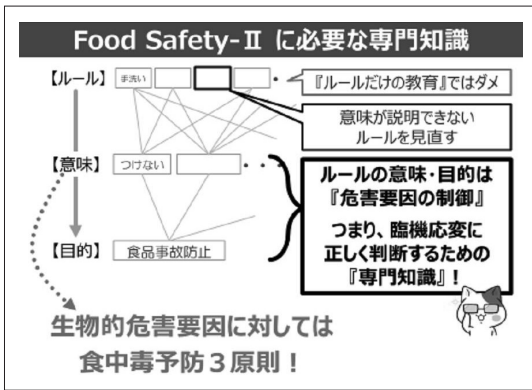 Food Safety-Ⅱ に必要な専門知識
【ルール】
手洗い
『ルールだけの教育』ではダメ
意味が説明できない
ルールを見直す
【意味】
つけない
ルールの意味・目的は
『危害要因の制御』
つまり、臨機応変に
正しく判断するための
『専門知識』！
【目的】
食品事故防止
生物的危害要因に対しては
食中毒予防３原則！